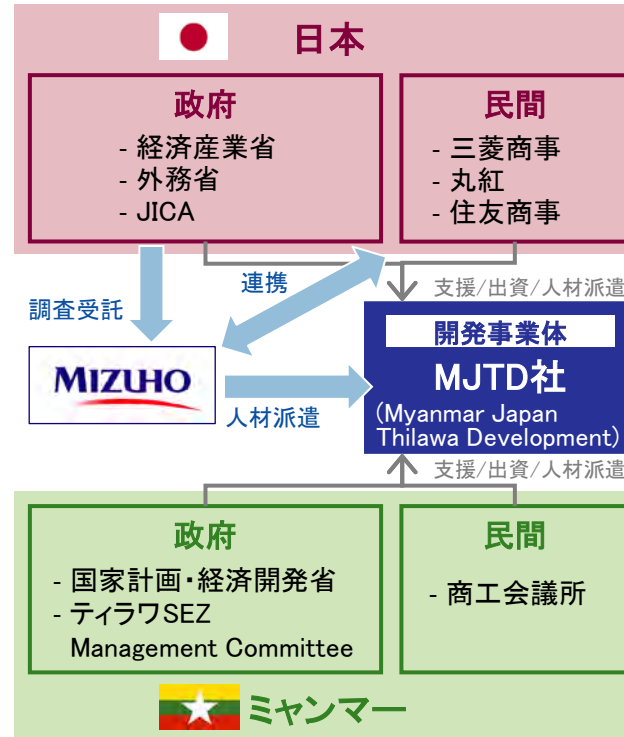 日本
政府
- 経済産業省
- 外務省
- JICA
民間
- 三菱商事
- 丸紅
- 住友商事
調査受託
連携
支援/出資/人材派遣
MIZUHO
人材派遣
開発事業体
MJTD社
(Myanmar Japan
Thilawa Development)
支援/出資/人材派遣
政府
- 国家計画・経済開発省
- ティラワSEZ
Management Committee
民間
- 商工会議所
ミャンマー